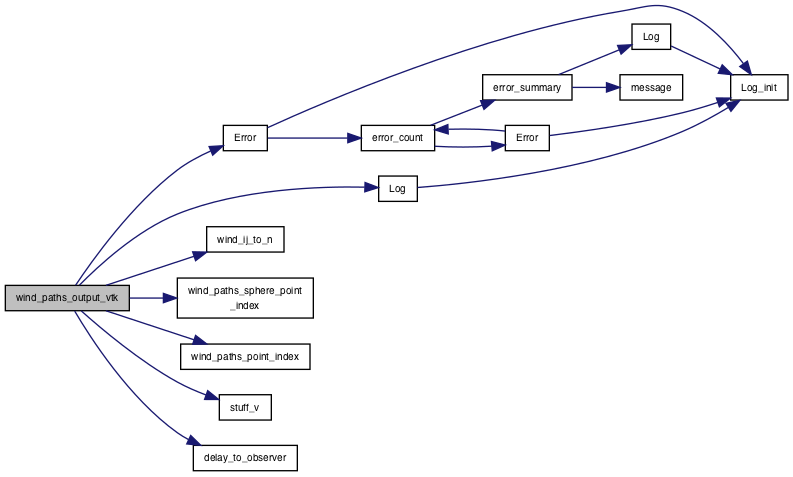 Log
error_summary
message
Log_init
Error
error_count
Error
Log
wind_ij_to_n
wind_paths_sphere_point
_index
wind_paths_output_vtk
wind_paths_point_index
stuff_v
delay_to_observer